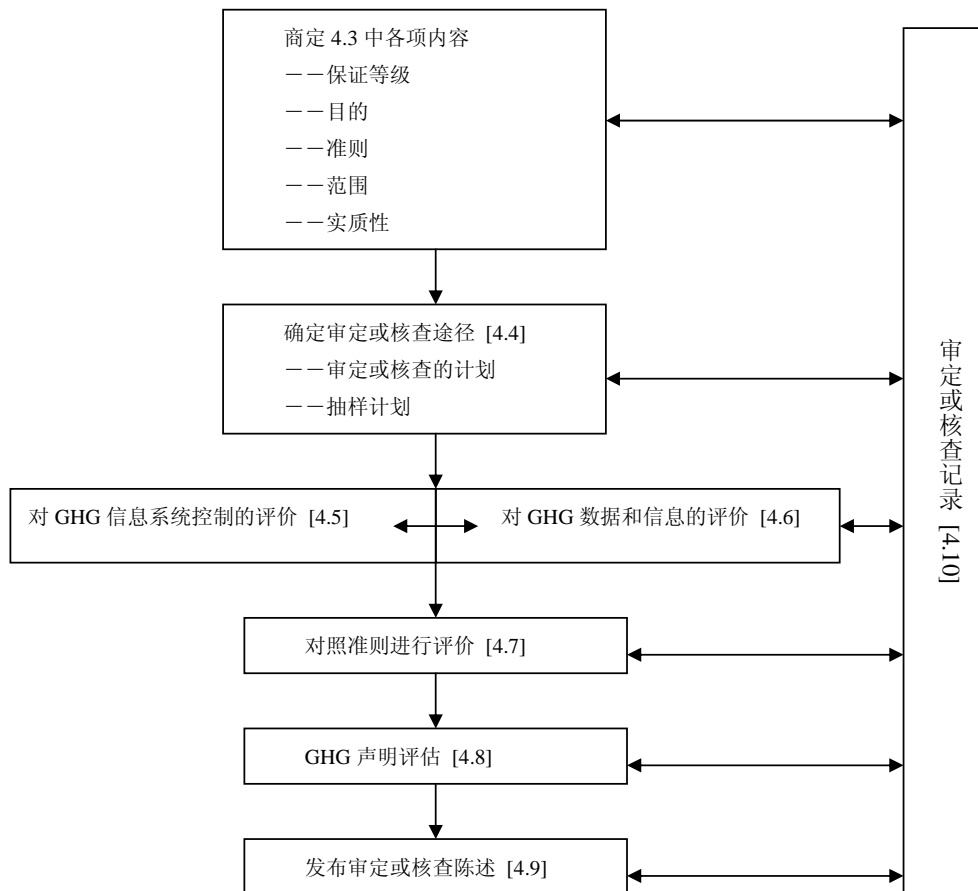 商定 4.3 中各项内容
－－保证等级
－－目的
－－准则
－－范围
－－实质性
确定审定或核查途径 [4.4]
－－审定或核查的计划
－－抽样计划
对 GHG 信息系统控制的评价 [4.5]
对 GHG 数据和信息的评价 [4.6]
对照准则进行评价 [4.7]
GHG 声明评估 [4.8]
发布审定或核查陈述 [4.9]
审定或核查记录 [4.10]